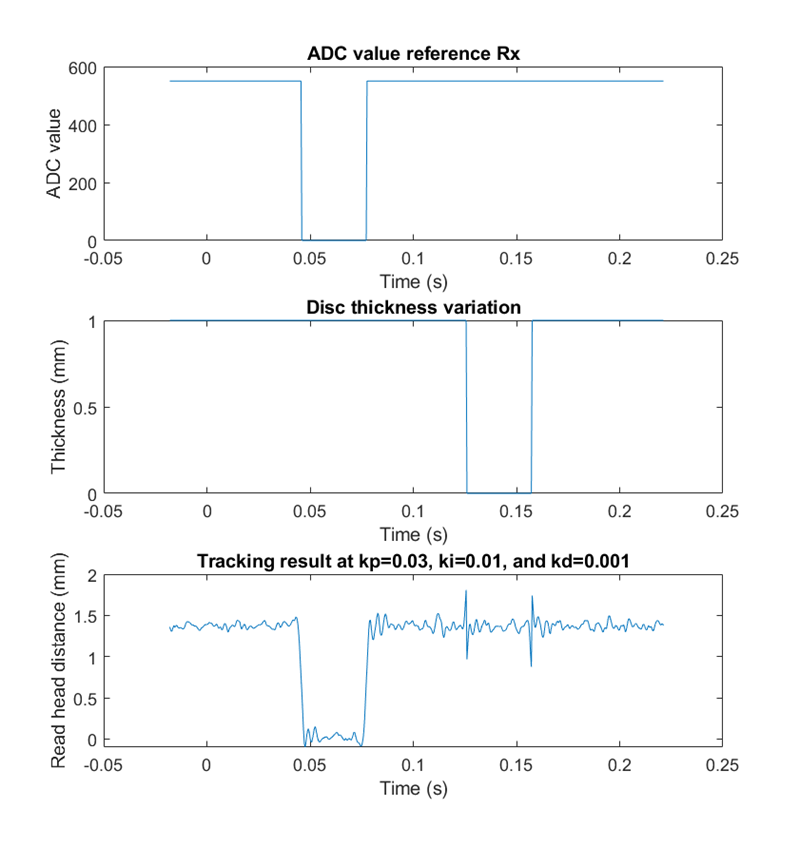 ADC value reference Rx
600
400
200
0
ADC value
-0.05 0 0.05 0.1 0.15 0.2 0.25
Time (s)
Disc thickness variation
1
0.5
0
Thickness (mm)
-0.05 0 0.05 0.1 0.15 0.2 0.25
Time (s)
Tracking result at kp=0.03, ki=0.01, and kd=0.001
2
1.5
1
0.5
0
Read head distance (mm)
-0.05 0 0.05 0.1 0.15 0.2 0.25
Time (s)